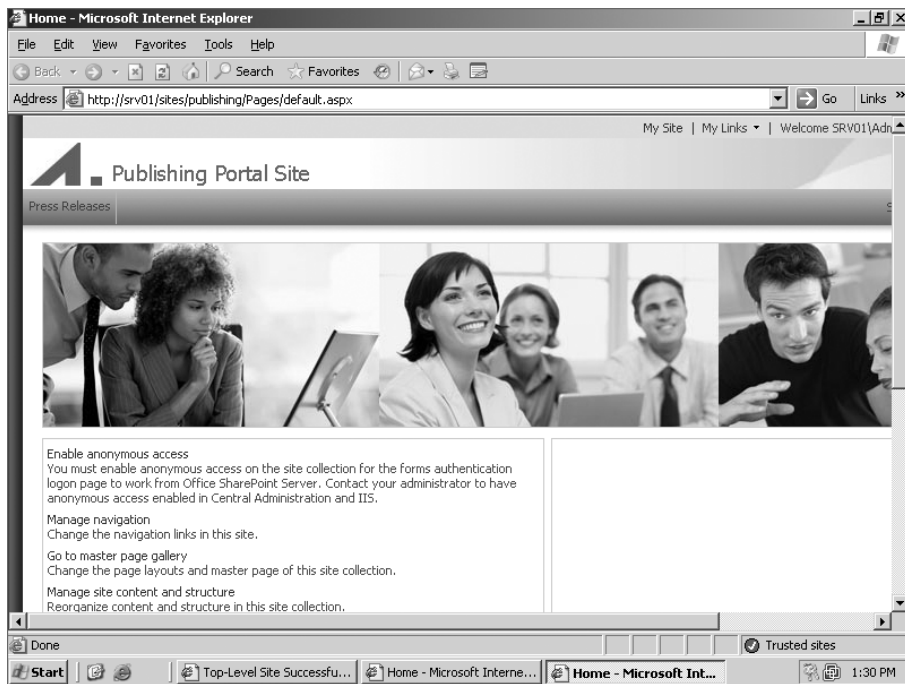 Home - Microsoft Internet Explorer
File Edit View Favorites Tools Help
Back Search Favorites
Address http://srv01/sites/publishing/Pages/default.aspx Go Links »
My Site | My Links | Welcome SRV01\Adn
Publishing Portal Site
Press Releases S
Enable anonymous access
You must enable anonymous access on the site collection for the forms authentication
logon page to work from Office SharePoint Server. Contact your administrator to have
anonymous access enabled in Central Administration and IIS.
Manage navigation
Change the navigation links in this site.
Go to master page gallery
Change the page layouts and master page of this site collection.
Manage site content and structure
Reorganize content and structure in this site collection.
Done Trusted sites
Start Top-Level Site Successfu... Home - Microsoft Interne... Home - Microsoft Int... 1:30 PM